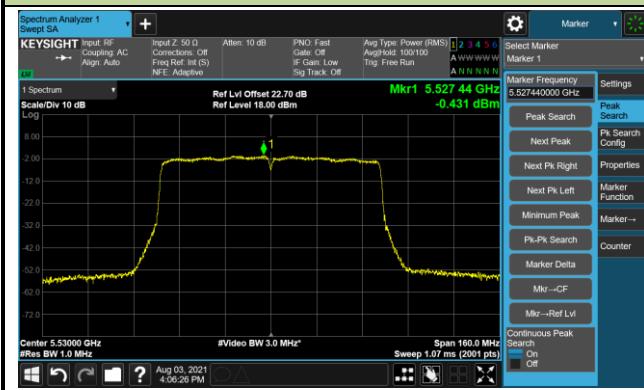 Spectrum Analyzer 1
Swept SA
Marker
KEYSIGHT
Input: RF
Coupling: AC
Align: Auto
Input Z: 50 Ω
Corrections: Off
Freq Ref: Int (S)
NFE: Adaptive
Atten: 10 dB
PNO: Fast
Gate: Off
IF Gain: Low
Sig Track: Off
Avg Type: Power (RMS)
Avg|Hold: 100/100
Trig: Free Run
1 2 3 4 5 6
A W W W W W
A N N N N N
Select Marker
Marker 1
Marker Frequency
5.527440000 GHz
Peak Search
Next Peak
Next Pk Right
Next Pk Left
Minimum Peak
Pk-Pk Search
Marker Delta
Mkr→CF
Mkr→Ref Lvl
Continuous Peak
Search
On
Off
Settings
Peak
Search
Pk Search
Config
Properties
Marker
Function
Marker→
Counter
1 Spectrum
Scale/Div 10 dB
Log
Ref Lvl Offset 22.70 dB
Ref Level 18.00 dBm
Mkr1 5.527 44 GHz
-0.431 dBm
1
8.00
-2.00
-12.0
-22.0
-32.0
-42.0
-52.0
-62.0
-72.0
Center 5.53000 GHz
#Res BW 1.0 MHz
#Video BW 3.0 MHz*
Span 160.0 MHz
Sweep 1.07 ms (2001 pts)
Aug 03, 2021
4:06:26 PM